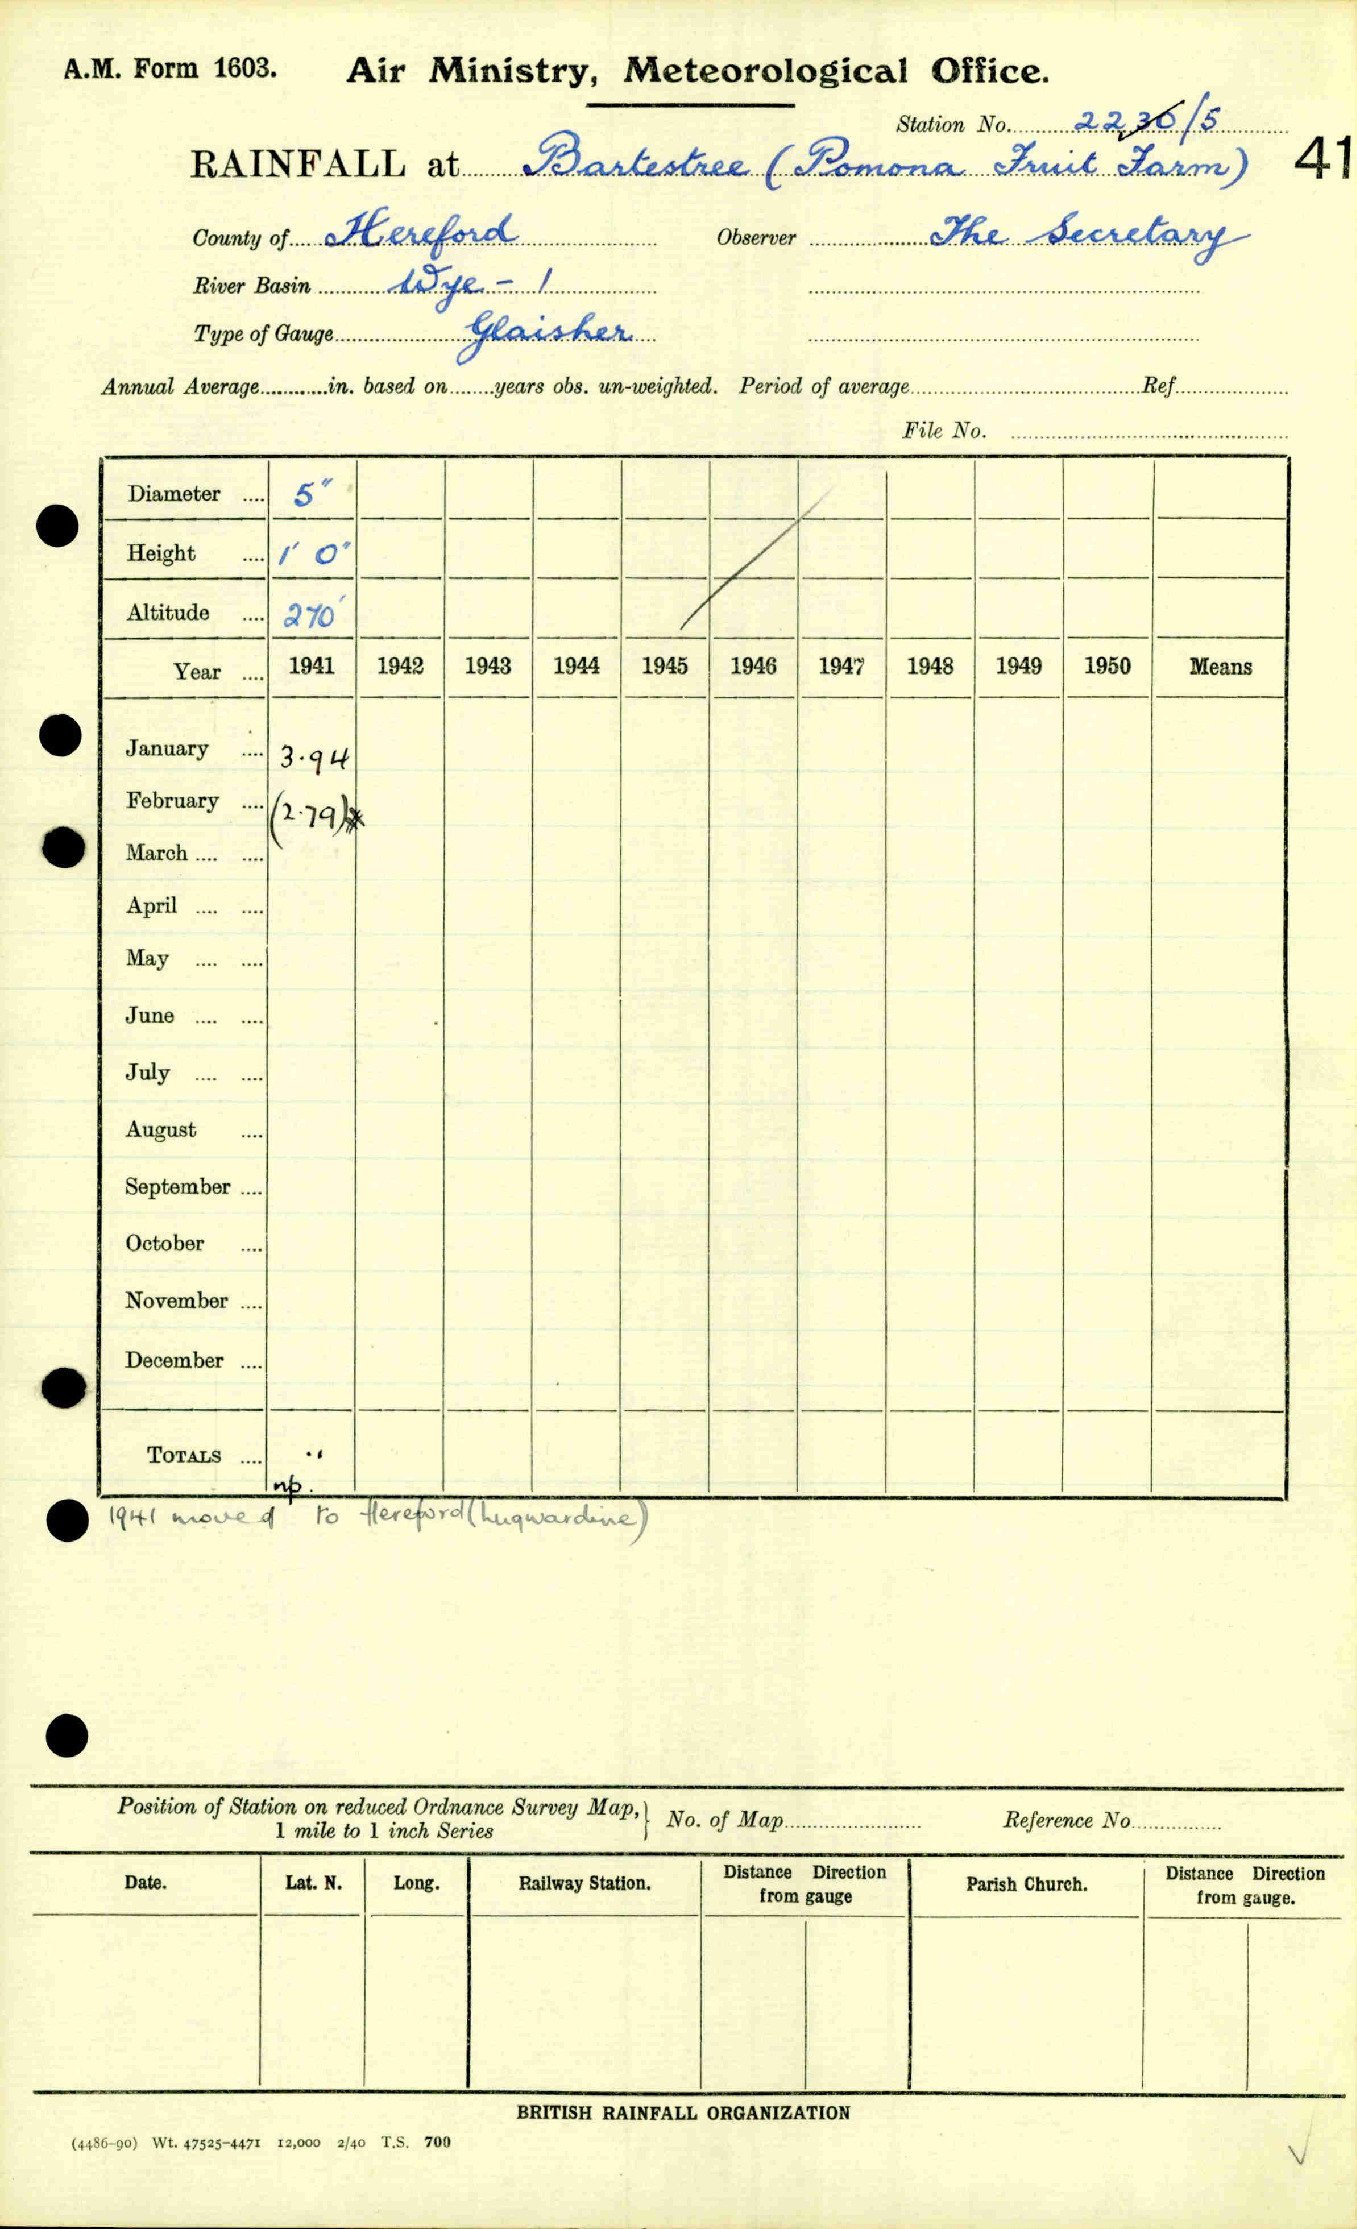 A.M. Form 1603. Air Ministry, Meteorological Office.
Station No. 2230/5
RAINFALL at Bartestree (Pomona Fruit Farm) 41
County of Hereford Observer The Secretary
River Basin Wye - 1
Type of Gauge Glaisher
Annual Average............in. based on........years obs. un-weighted. Period of average Ref.
File No.
Diameter .... 5"
Height .... 1' 0"
Altitude .... 270'
Year .... 1941 1942 1943 1944 1945 1946 1947 1948 1949 1950 Means
January .... 3.94
February .... (2.79)
March .... ....
April .... ....
May .... ....
June .... ....
July .... ....
August ....
September ....
October ....
November ....
December ....
TOTALS ....
np.
1941 moved to Hereford (Lugwardine)
Position of Station on reduced Ordnance Survey Map, } No. of Map Reference No.
1 mile to 1 inch Series
Date. Lat. N. Long. Railway Station. Distance Direction from gauge Parish Church. Distance Direction from gauge.
BRITISH RAINFALL ORGANIZATION
(4486-90) Wt. 47525-4471 12,000 2/40 T.S. 700